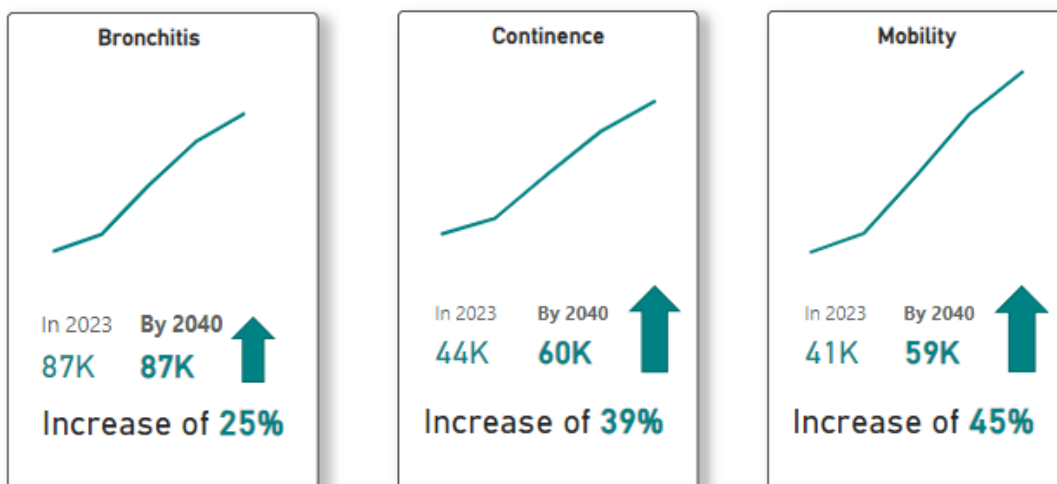 Bronchitis
In 2023 By 2040
87K 87K
Increase of 25%
Continence
In 2023 By 2040
44K 60K
Increase of 39%
Mobility
In 2023 By 2040
41K 59K
Increase of 45%